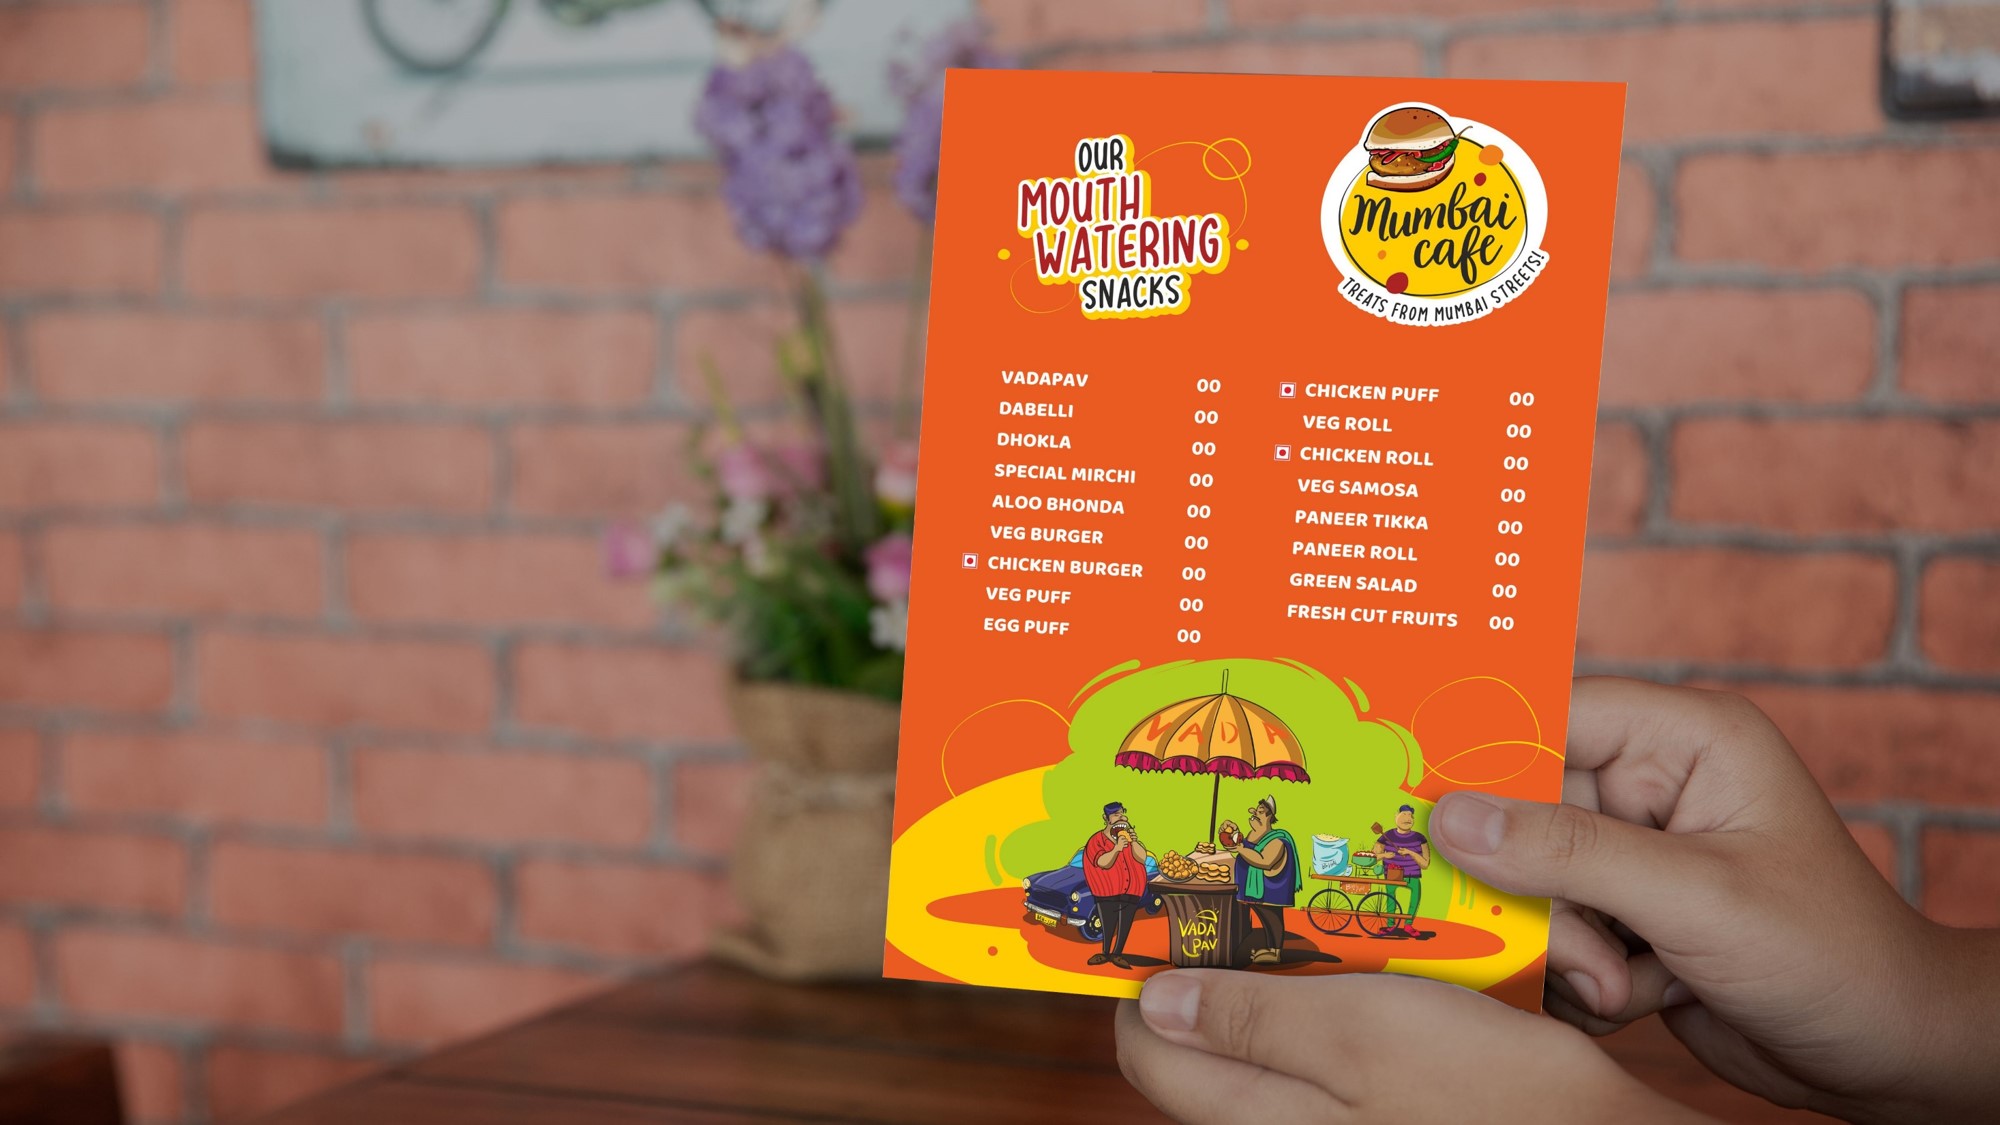 OUR
MOUTH
WATERING
SNACKS
Mumbai
cafe
TREATS FROM MUMBAI STREETS!
VADAPAV 00
DABELLI 00
DHOKLA 00
SPECIAL MIRCHI 00
ALOO BHONDA 00
VEG BURGER 00
CHICKEN BURGER 00
VEG PUFF 00
EGG PUFF 00
CHICKEN PUFF 00
VEG ROLL 00
CHICKEN ROLL 00
VEG SAMOSA 00
PANEER TIKKA 00
PANEER ROLL 00
GREEN SALAD 00
FRESH CUT FRUITS 00
VADA
VADA
PAV